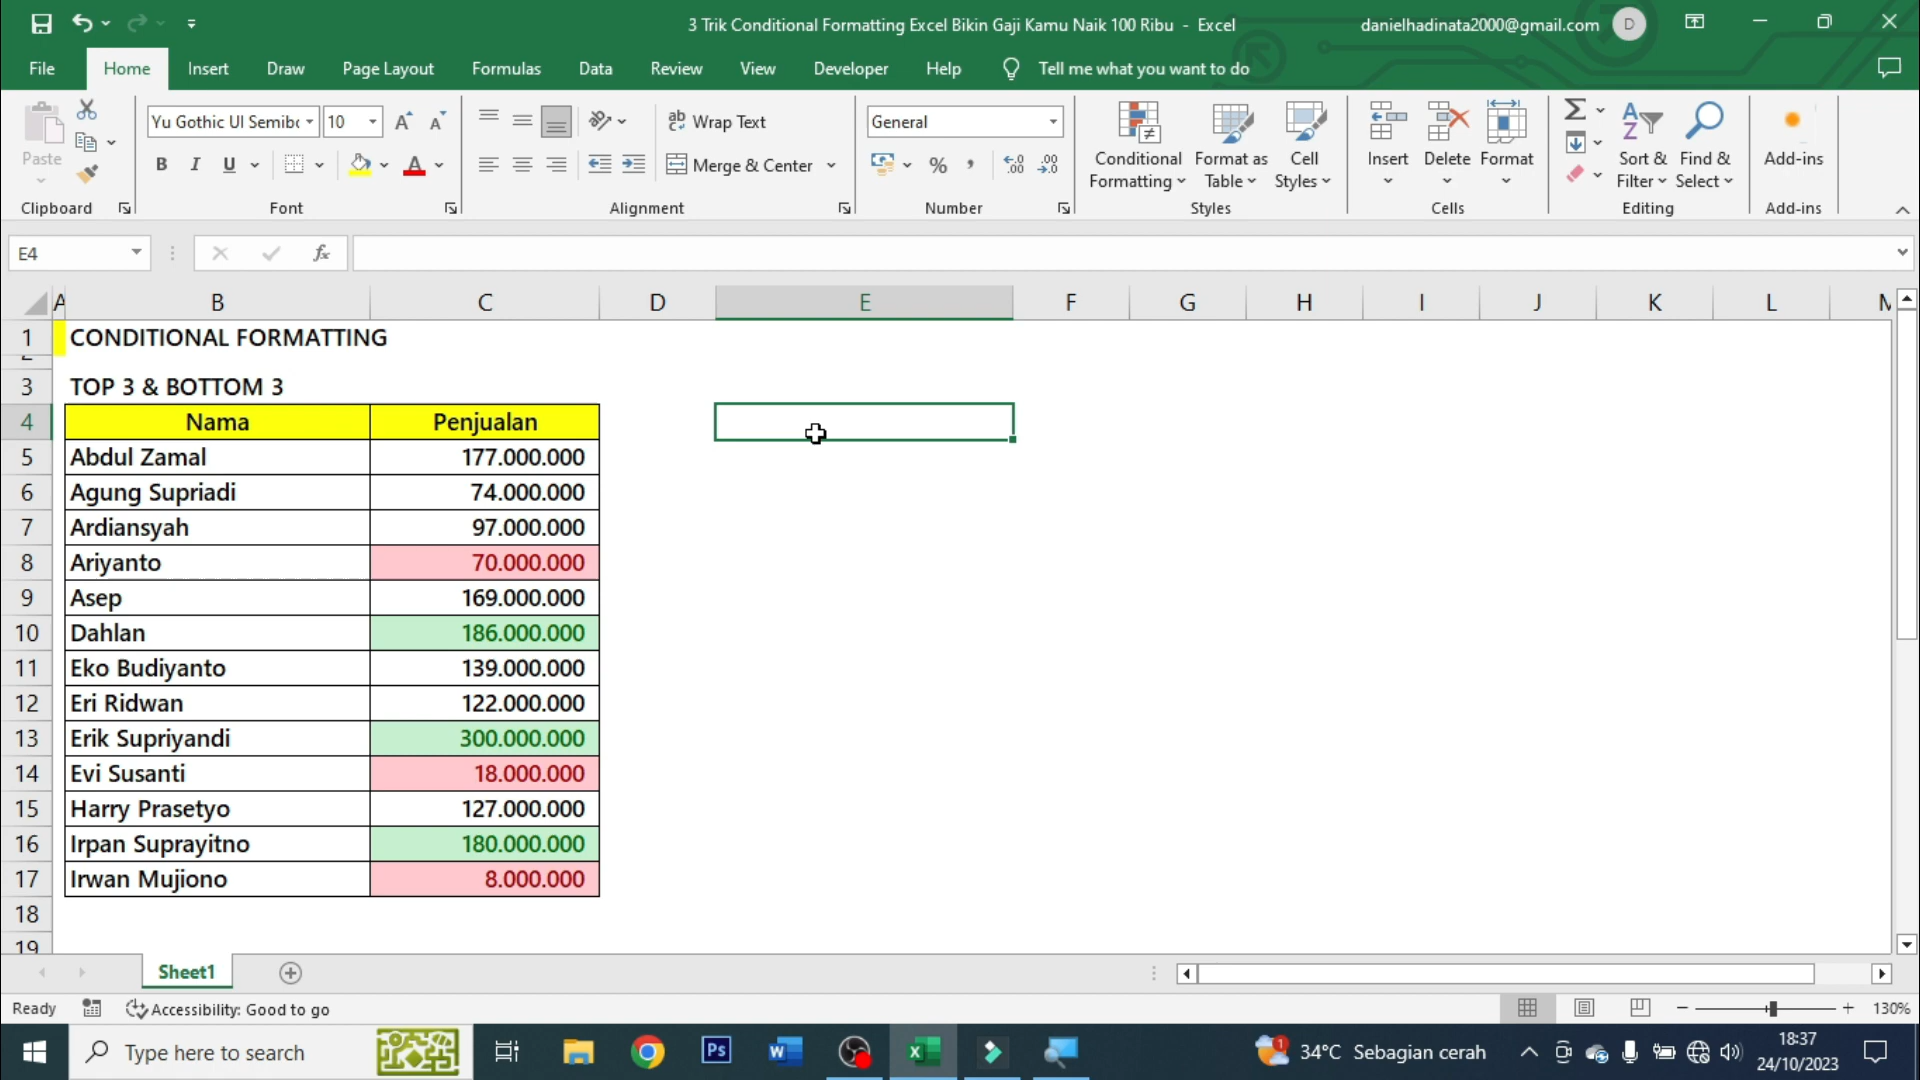 3 Trik Conditional Formatting Excel Bikin Gaji Kamu Naik 100 Ribu - Excel
danielhadinata2000@gmail.com
D
File Home Insert Draw Page Layout Formulas Data Review View Developer Help Tell me what you want to do
Paste
Clipboard
Yu Gothic UI Semibc 10
B I U
Font
Wrap Text
Merge & Center
Alignment
General
Number
Conditional Formatting
Format as Table
Cell Styles
Styles
Insert Delete Format
Cells
Sort & Filter
Find & Select
Editing
Add-ins
Add-ins
E4 fx
A B C D E F G H I J K L
1 CONDITIONAL FORMATTING
3 TOP 3 & BOTTOM 3
4 Nama Penjualan
5 Abdul Zamal 177.000.000
6 Agung Supriadi 74.000.000
7 Ardiansyah 97.000.000
8 Ariyanto 70.000.000
9 Asep 169.000.000
10 Dahlan 186.000.000
11 Eko Budiyanto 139.000.000
12 Eri Ridwan 122.000.000
13 Erik Supriyandi 300.000.000
14 Evi Susanti 18.000.000
15 Harry Prasetyo 127.000.000
16 Irpan Suprayitno 180.000.000
17 Irwan Mujiono 8.000.000
18
19
Sheet1
Ready Accessibility: Good to go 130%
Type here to search Ps W X 1 34°C Sebagian cerah 18:37
24/10/2023